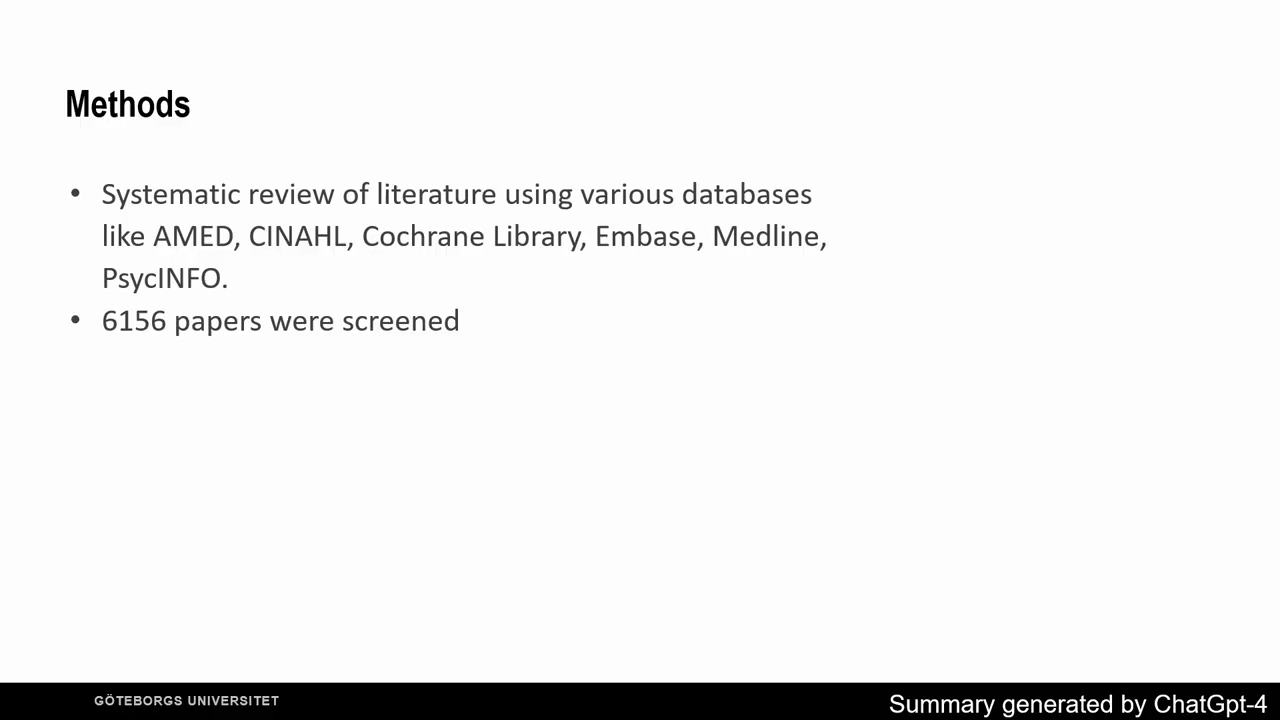 Methods
• Systematic review of literature using various databases
like AMED, CINAHL, Cochrane Library, Embase, Medline,
PsycINFO.
• 6156 papers were screened
GÖTEBORGS UNIVERSITET
Summary generated by ChatGpt-4